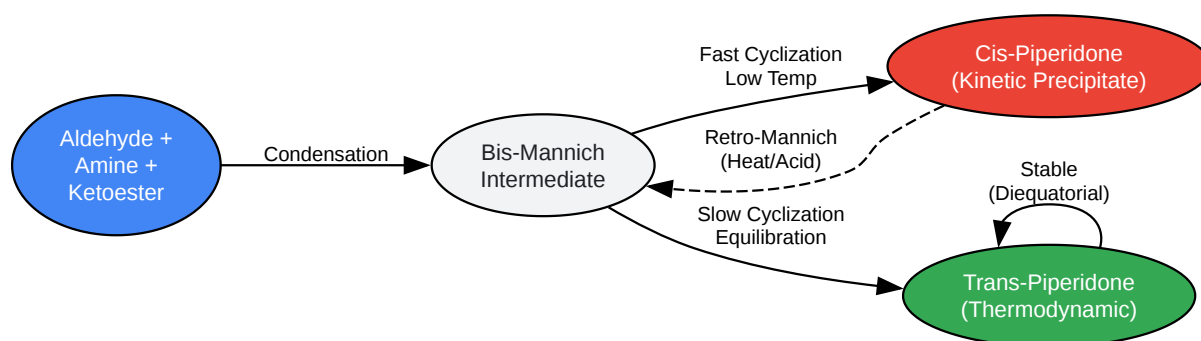 Aldehyde +
Amine +
Ketoester
Condensation
Bis-Mannich
Intermediate
Fast Cyclization
Low Temp
Cis-Piperidone
(Kinetic Precipitate)
Retro-Mannich
(Heat/Acid)
Slow Cyclization
Equilibration
Stable
(Diequatorial)
Trans-Piperidone
(Thermodynamic)